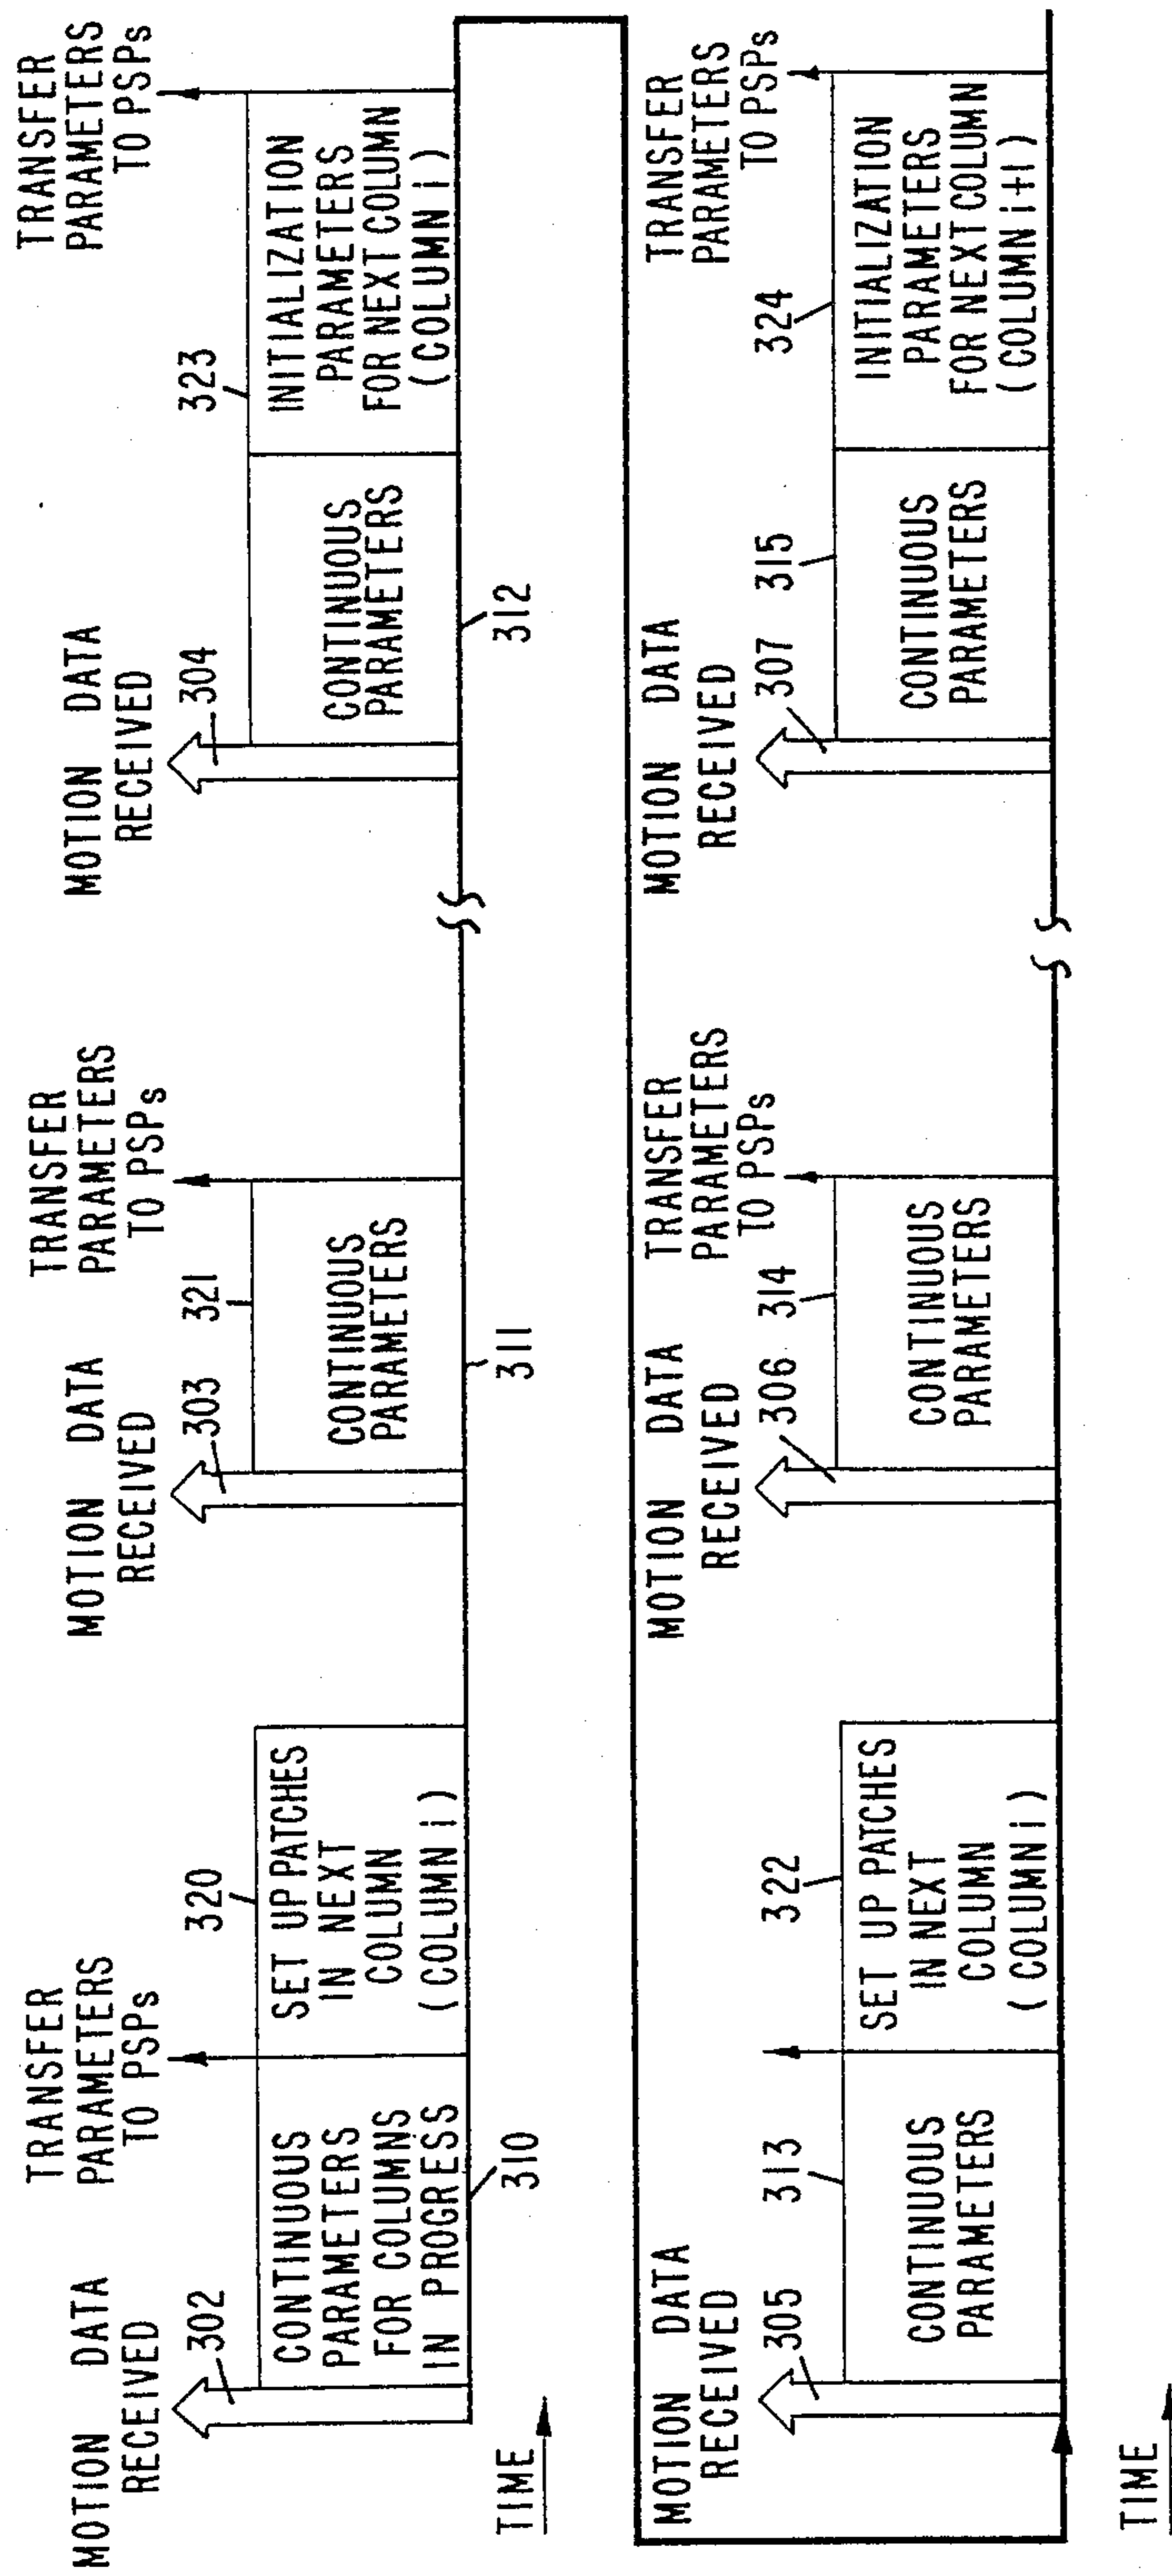 MOTION DATA
RECEIVED
302
TRANSFER
PARAMETERS
TO PSPs
CONTINUOUS
PARAMETERS
FOR COLUMNS
IN PROGRESS
310
320
SET UP PATCHES
IN NEXT
COLUMN
(COLUMN i)
MOTION DATA
RECEIVED
303
321
TRANSFER
PARAMETERS
TO PSPs
CONTINUOUS
PARAMETERS
311
MOTION DATA
RECEIVED
304
CONTINUOUS
PARAMETERS
312
323
TRANSFER
PARAMETERS
TO PSPs
INITIALIZATION
PARAMETERS
FOR NEXT COLUMN
(COLUMN i)
TIME
MOTION DATA
RECEIVED
305
313
CONTINUOUS
PARAMETERS
322
SET UP PATCHES
IN NEXT
COLUMN
(COLUMN i)
MOTION DATA
RECEIVED
306
314
TRANSFER
PARAMETERS
TO PSPs
CONTINUOUS
PARAMETERS
MOTION DATA
RECEIVED
307
315
CONTINUOUS
PARAMETERS
324
TRANSFER
PARAMETERS
TO PSPs
INITIALIZATION
PARAMETERS
FOR NEXT COLUMN
(COLUMN i+1)
TIME